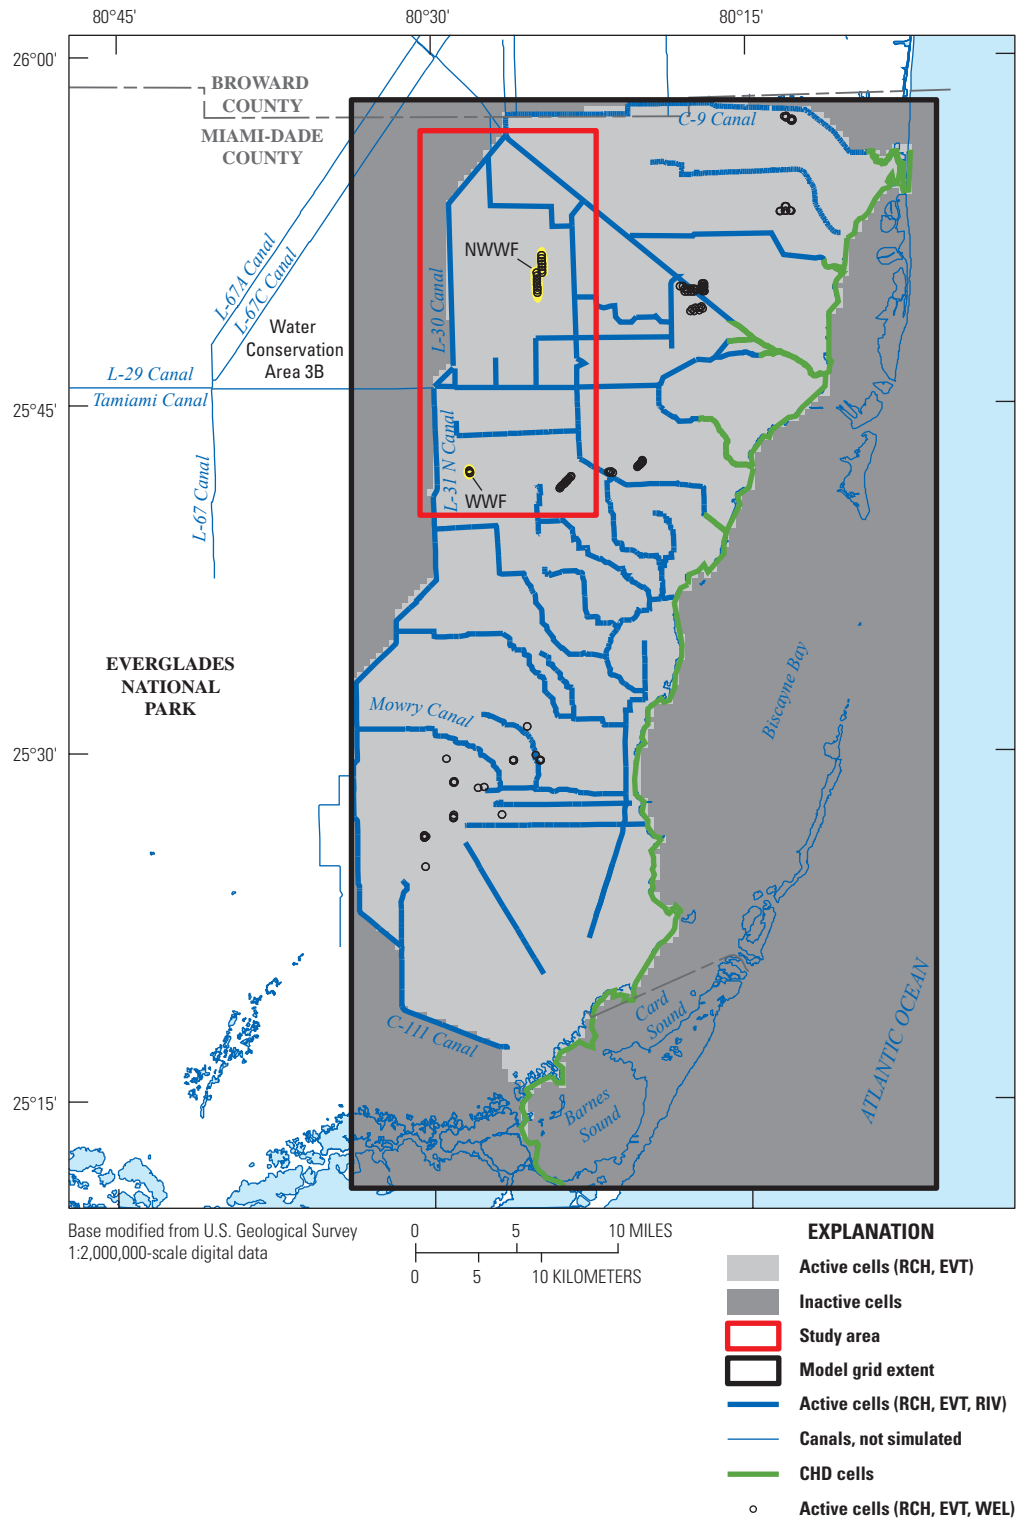 80°45'
80°30'
80°15'
26°00'
BROWARD
COUNTY
MIAMI-DADE
COUNTY
C-9 Canal
NWWF
L-67A Canal
L-67C Canal
L-30 Canal
Water
Conservation
Area 3B
L-29 Canal
Tamiami Canal
25°45'
L-31 N Canal
WWF
L-67 Canal
EVERGLADES
NATIONAL
PARK
Biscayne Bay
Mowry Canal
25°30'
Card
Sound
C-111 Canal
ATLANTIC OCEAN
25°15'
Barnes
Sound
Base modified from U.S. Geological Survey
1:2,000,000-scale digital data
0 5 10 MILES
0 5 10 KILOMETERS
EXPLANATION
Active cells (RCH, EVT)
Inactive cells
Study area
Model grid extent
Active cells (RCH, EVT, RIV)
Canals, not simulated
CHD cells
Active cells (RCH, EVT, WEL)